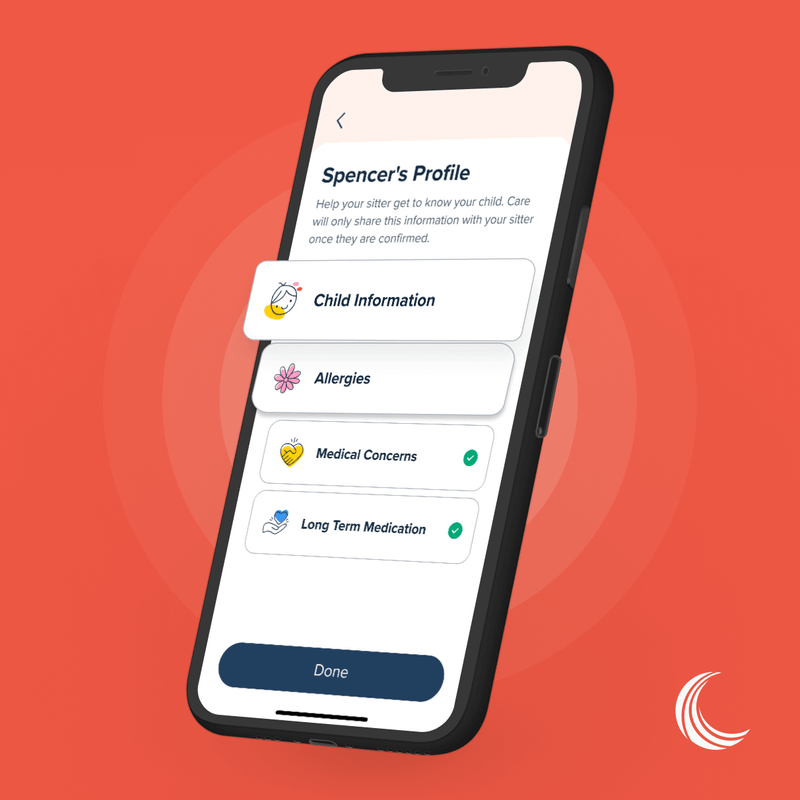 Spencer's Profile
Help your sitter get to know your child. Care
will only share this information with your sitter
once they are confirmed.
Child Information
Allergies
Medical Concerns
Long Term Medication
Done